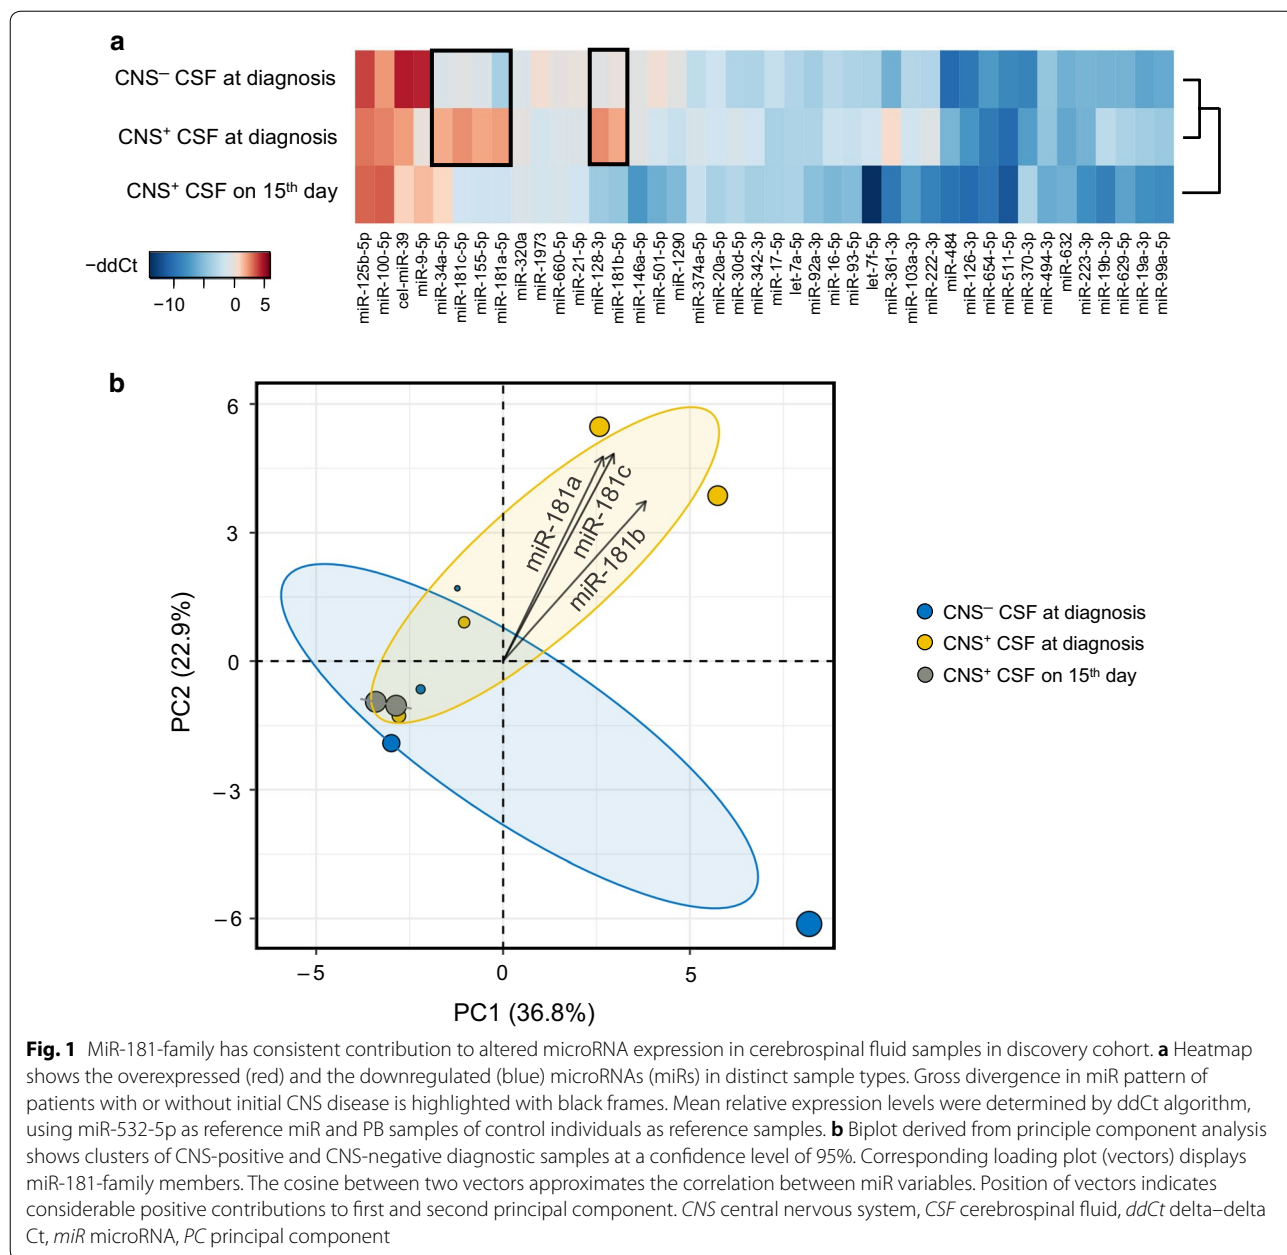 a
CNS– CSF at diagnosis
CNS+ CSF at diagnosis
CNS+ CSF on 15th day
−ddCt
−10 0 5
miR-125b-5p
miR-100-5p
cel-miR-39
miR-9-5p
miR-34a-5p
miR-181c-5p
miR-155-5p
miR-181a-5p
miR-320a
miR-1973
miR-660-5p
miR-21-5p
miR-128-3p
miR-181b-5p
miR-146a-5p
miR-501-5p
miR-1290
miR-374a-5p
miR-20a-5p
miR-30d-5p
miR-342-3p
miR-17-5p
let-7a-5p
miR-92a-3p
miR-16-5p
miR-93-5p
let-7f-5p
miR-361-3p
miR-103a-3p
miR-222-3p
miR-484
miR-126-3p
miR-654-5p
miR-511-5p
miR-370-3p
miR-494-3p
miR-632
miR-223-3p
miR-19b-3p
miR-629-5p
miR-19a-3p
miR-99a-5p
b
PC2 (22.9%)
6
3
0
−3
−6
miR-181a
miR-181c
miR-181b
−5 0 5
PC1 (36.8%)
CNS– CSF at diagnosis
CNS+ CSF at diagnosis
CNS+ CSF on 15th day
Fig. 1 MiR-181-family has consistent contribution to altered microRNA expression in cerebrospinal fluid samples in discovery cohort. a Heatmap
shows the overexpressed (red) and the downregulated (blue) microRNAs (miRs) in distinct sample types. Gross divergence in miR pattern of
patients with or without initial CNS disease is highlighted with black frames. Mean relative expression levels were determined by ddCt algorithm,
using miR-532-5p as reference miR and PB samples of control individuals as reference samples. b Biplot derived from principle component analysis
shows clusters of CNS-positive and CNS-negative diagnostic samples at a confidence level of 95%. Corresponding loading plot (vectors) displays
miR-181-family members. The cosine between two vectors approximates the correlation between miR variables. Position of vectors indicates
considerable positive contributions to first and second principal component. CNS central nervous system, CSF cerebrospinal fluid, ddCt delta–delta
Ct, miR microRNA, PC principal component